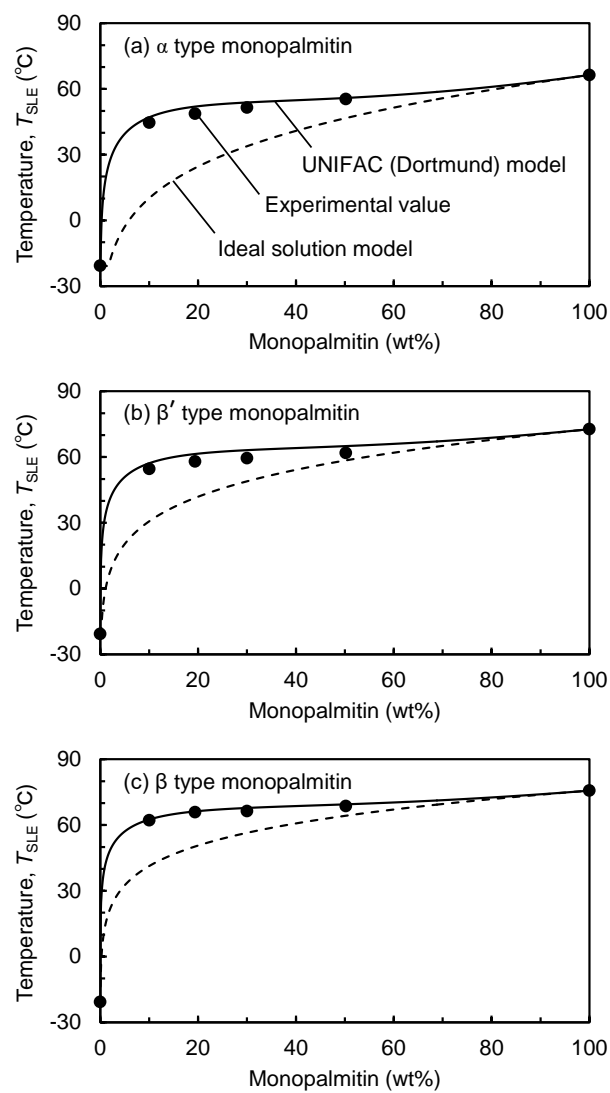 90
(a) α type monopalmitin
60
30
UNIFAC (Dortmund) model
Experimental value
0
Ideal solution model
-30
0 20 40 60 80 100
Temperature, TSLE (℃)
Monopalmitin (wt%)
90
(b) β′ type monopalmitin
60
30
0
-30
0 20 40 60 80 100
Temperature, TSLE (℃)
Monopalmitin (wt%)
90
(c) β type monopalmitin
60
30
0
-30
0 20 40 60 80 100
Temperature, TSLE (℃)
Monopalmitin (wt%)